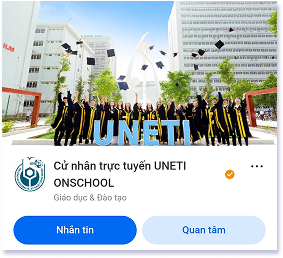 UNETI
Cử nhân trực tuyến UNETI
ONSCHOOL
Giáo dục & Đào tạo
Nhắn tin
Quan tâm